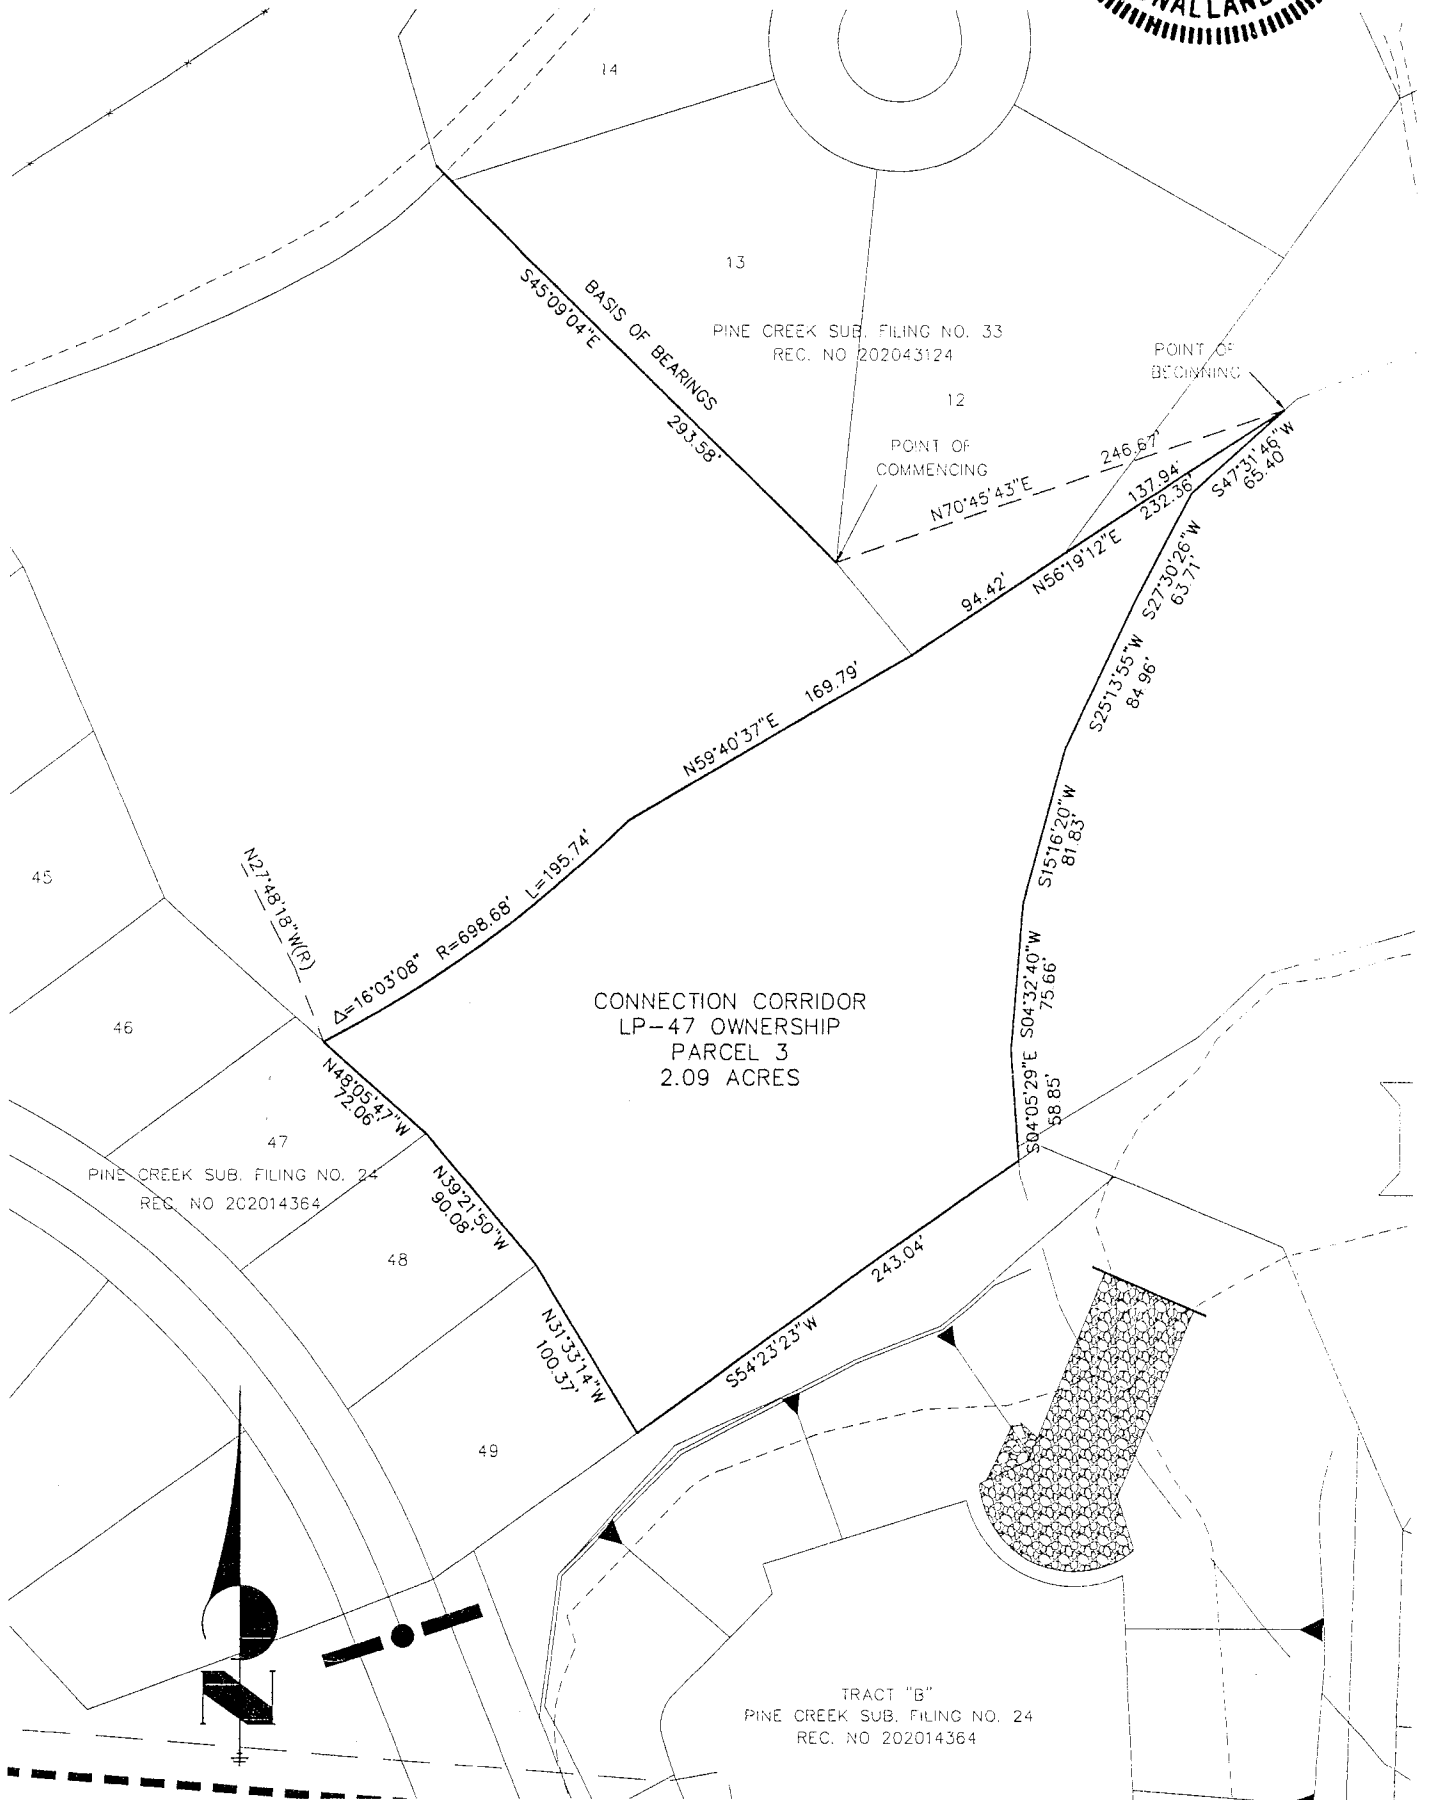 14
13
BASIS OF BEARINGS
S45°09'04"E
293.58'
PINE CREEK SUB. FILING NO. 33
REC. NO 202043124
12
POINT OF
BEGINNING
POINT OF
COMMENCING
N70°45'43"E
246.67'
137.94'
232.36'
N56°19'12"E
94.42'
S47°31'46"W
65.40'
S27°30'26"W
63.71'
S25°13'55"W
84.96'
169.79'
N59°40'37"E
S15°16'20"W
81.83'
45
N27°48'18"W(R)
Δ=16°03'08" R=698.68' L=195.74'
S04°32'40"W
75.66'
CONNECTION CORRIDOR
LP-47 OWNERSHIP
PARCEL 3
2.09 ACRES
46
S04°05'29"E
58.85'
N48°05'47"W
72.06'
47
PINE CREEK SUB. FILING NO. 24
REC. NO 202014364
N39°21'50"W
90.08'
48
243.04'
S54°23'23"W
N31°33'14"W
100.37'
49
N
TRACT "B"
PINE CREEK SUB. FILING NO. 24
REC. NO 202014364